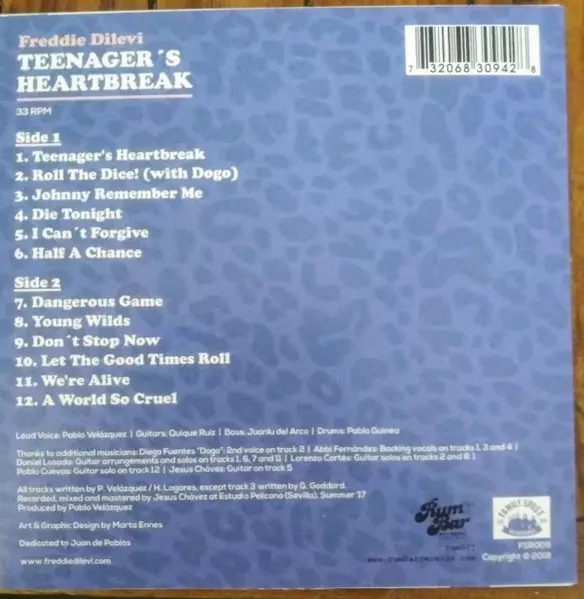 Freddie Dilevi
TEENAGER´S
HEARTBREAK
7 32068 30942 8
33 RPM
Side 1
1. Teenager's Heartbreak
2. Roll The Dice! (with Dogo)
3. Johnny Remember Me
4. Die Tonight
5. I Can´t Forgive
6. Half A Chance
Side 2
7. Dangerous Game
8. Young Wilds
9. Don´t Stop Now
10. Let The Good Times Roll
11. We're Alive
12. A World So Cruel
Lead Voice: Pablo Velázquez | Guitars: Quique Ruiz | Bass: Juanlu del Arco | Drums: Pablo Guinea
Thanks to additional musicians: Diego Fuentes "Dogo": 2nd voice on track 2 | Abbi Fernández: Backing vocals on tracks 1, 3 and 4 |
Daniel Losada: Guitar arrangements and solos on tracks 1, 6, 7 and 11 | Lorenzo Cortés: Guitar solos on tracks 2 and 8 |
Pablo Cuevas: Guitar solo on track 12 | Jesus Chávez: Guitar on track 5
All tracks written by P. Velázquez / H. Lagares, except track 3 written by G. Goddard.
Recorded, mixed and mastered by Jesus Chávez at Estudio Pelicano (Sevilla), Summer '17
Produced by Pablo Velázquez
Art & Graphic Design by Marta Ennes
Dedicated to Juan de Pablos
www.freddiedilevi.com
Rum
Bar
FAMILY SPREE
Copyright © 2018